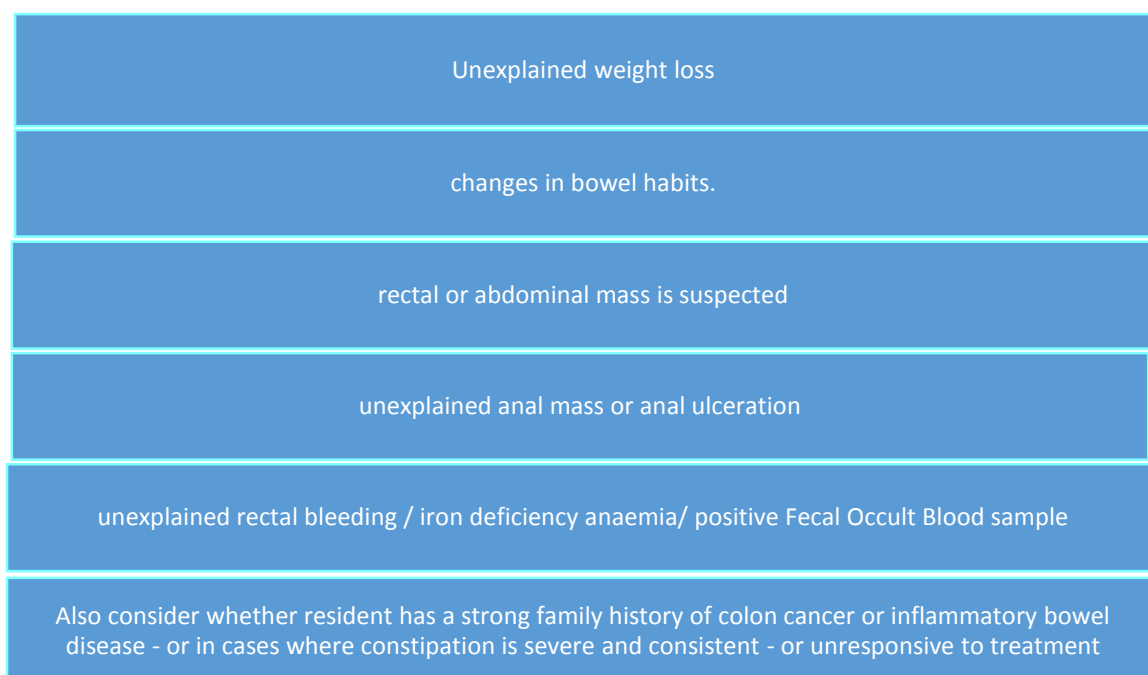 Unexplained weight loss
changes in bowel habits.
rectal or abdominal mass is suspected
unexplained anal mass or anal ulceration
unexplained rectal bleeding / iron deficiency anaemia/ positive Fecal Occult Blood sample
Also consider whether resident has a strong family history of colon cancer or inflammatory bowel
disease - or in cases where constipation is severe and consistent - or unresponsive to treatment